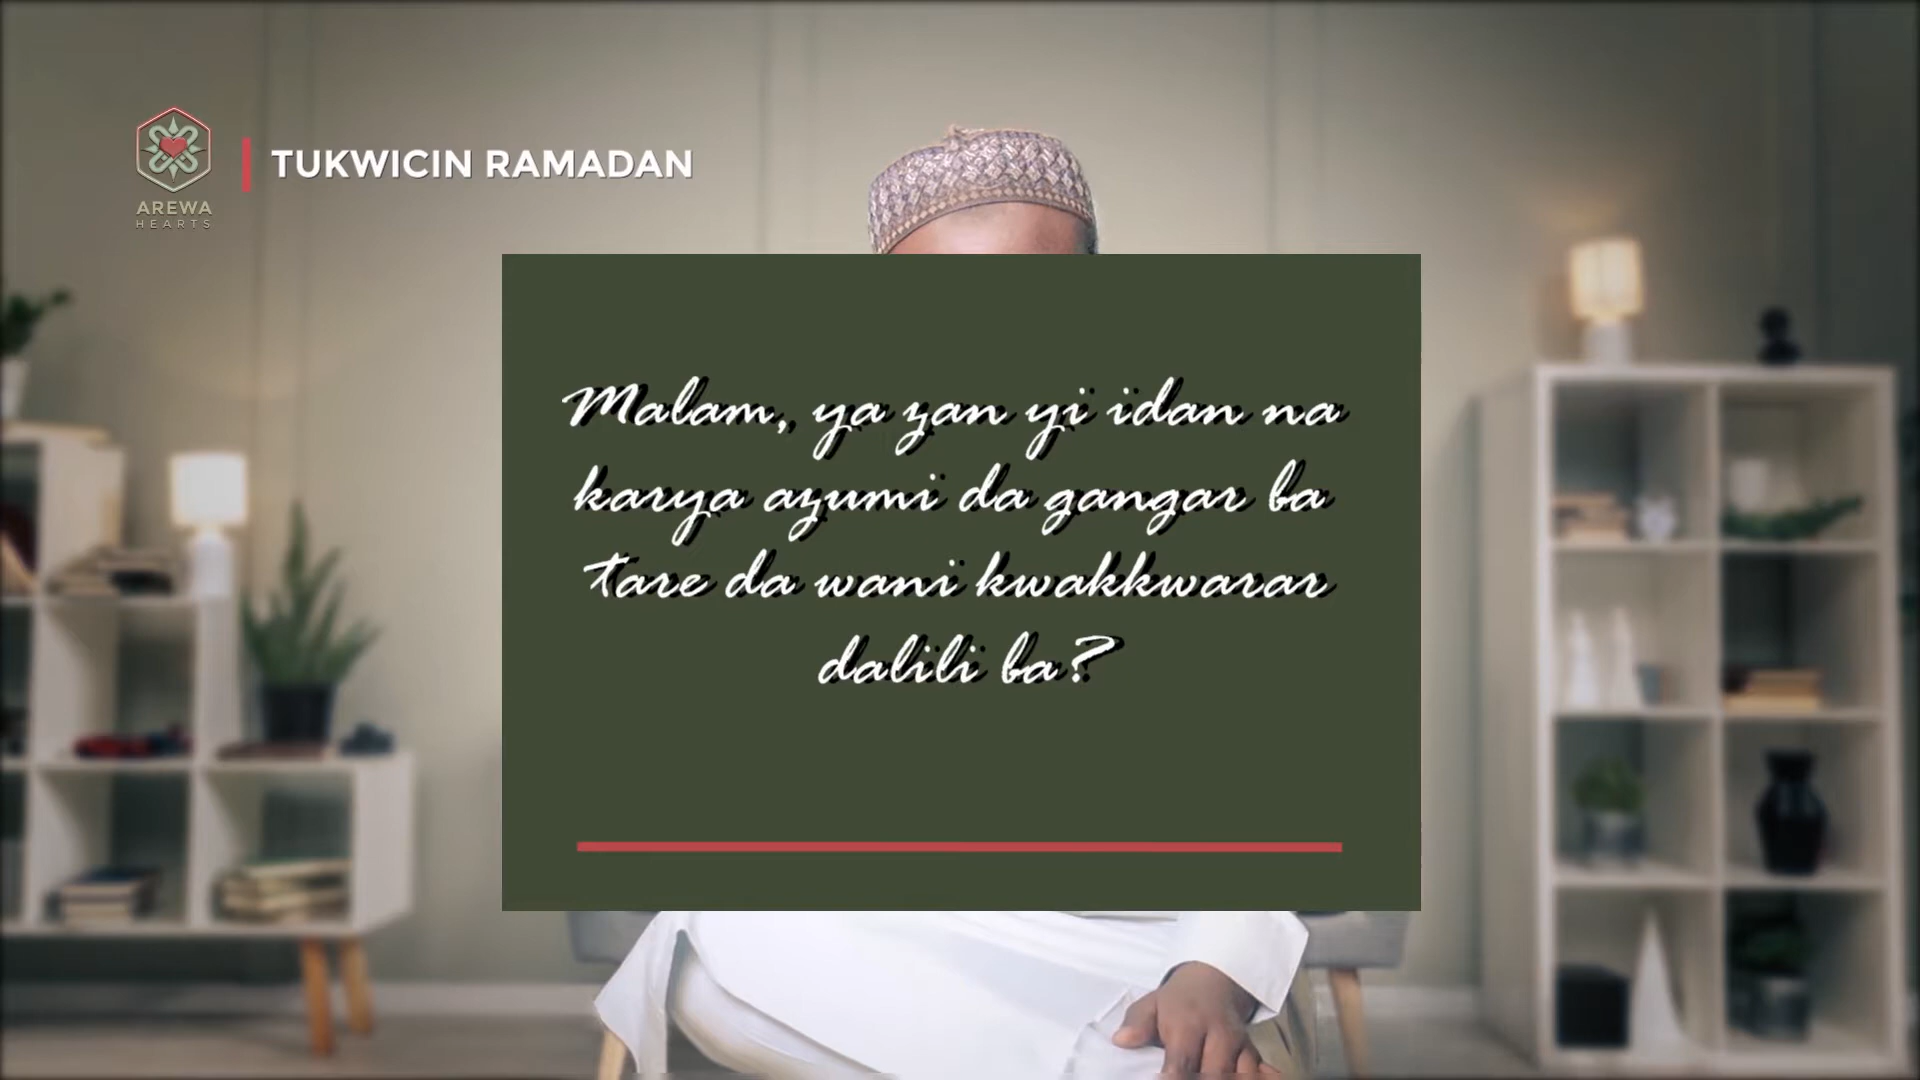 AREWA
HEARTS
TUKWICIN RAMADAN
Malam, ya zan yi idan na
karya azumi da gangar ba
tare da wani kwakkwarar
dalili ba?